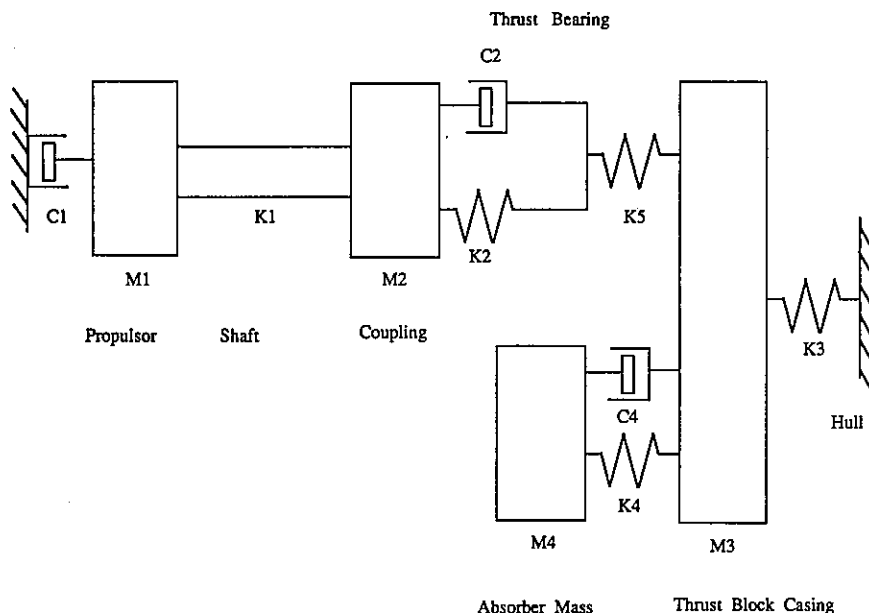 Thrust Bearing
C2
C1
K1
K2
K5
M1
M2
K3
Propulsor
Shaft
Coupling
C4
Hull
K4
M4
M3
Absorber Mass
Thrust Block Casing